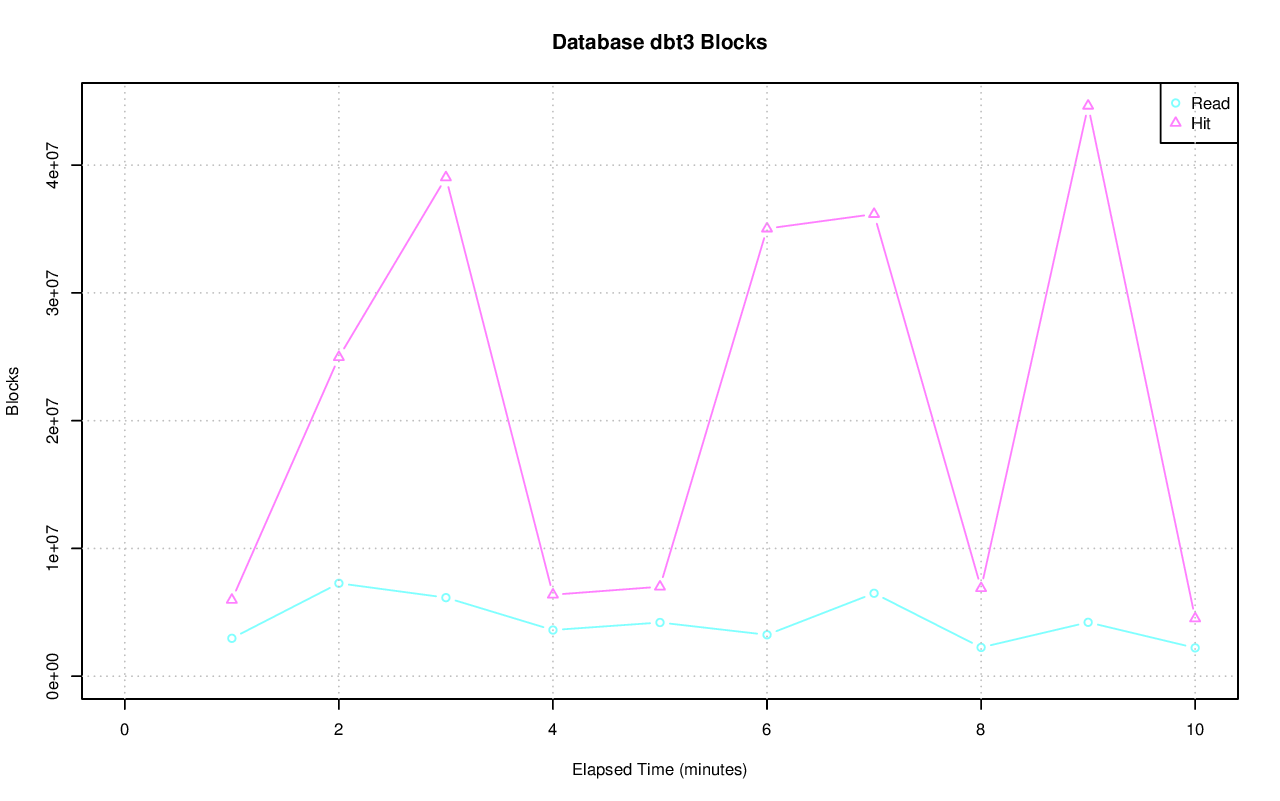 Database dbt3 Blocks
Read
Hit
Blocks
4e+07
3e+07
2e+07
1e+07
0e+00
0 2 4 6 8 10
Elapsed Time (minutes)